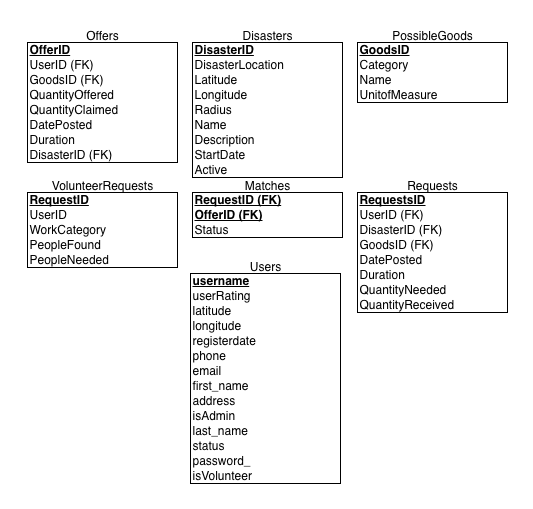 Offers
OfferID
UserID (FK)
GoodsID (FK)
QuantityOffered
QuantityClaimed
DatePosted
Duration
DisasterID (FK)
Disasters
DisasterID
DisasterLocation
Latitude
Longitude
Radius
Name
Description
StartDate
Active
PossibleGoods
GoodsID
Category
Name
UnitofMeasure
VolunteerRequests
RequestID
UserID
WorkCategory
PeopleFound
PeopleNeeded
Matches
RequestID (FK)
OfferID (FK)
Status
Requests
RequestsID
UserID (FK)
DisasterID (FK)
GoodsID (FK)
DatePosted
Duration
QuantityNeeded
QuantityReceived
Users
username
userRating
latitude
longitude
registerdate
phone
email
first_name
address
isAdmin
last_name
status
password_
isVolunteer